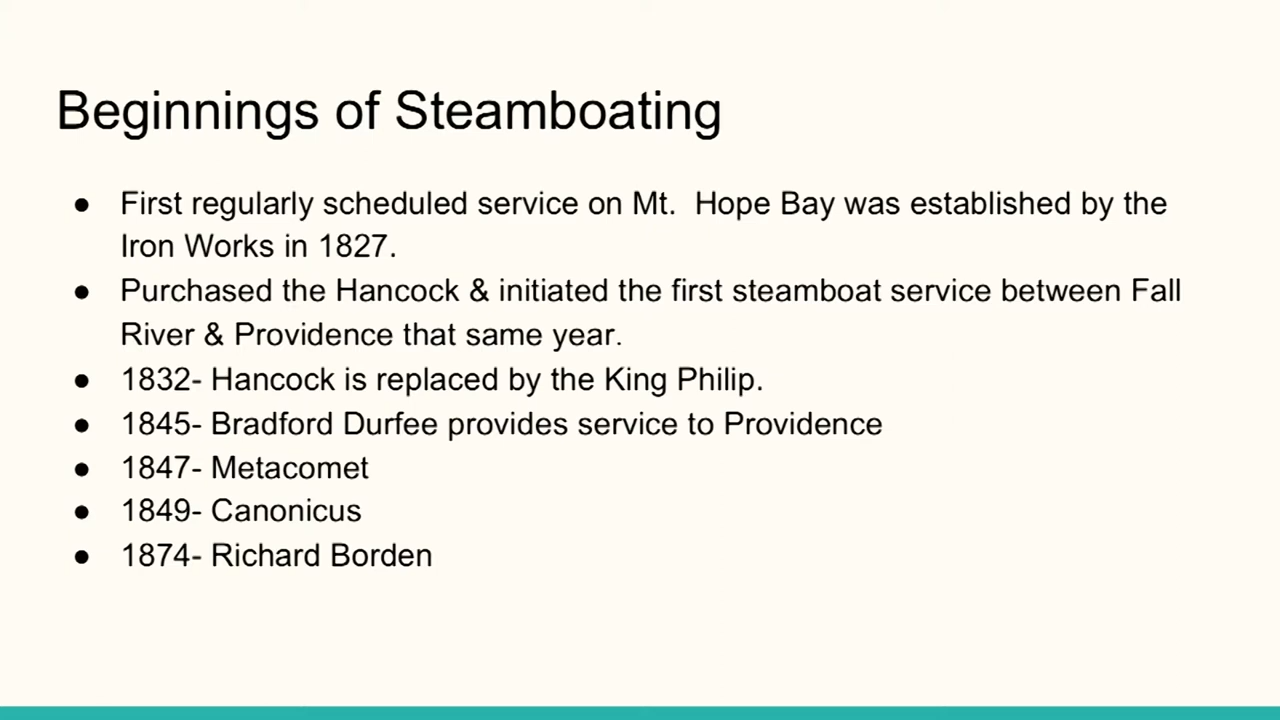 Beginnings of Steamboating
● First regularly scheduled service on Mt.  Hope Bay was established by the
Iron Works in 1827.
● Purchased the Hancock & initiated the first steamboat service between Fall
River & Providence that same year.
● 1832- Hancock is replaced by the King Philip.
● 1845- Bradford Durfee provides service to Providence
● 1847- Metacomet
● 1849- Canonicus
● 1874- Richard Borden